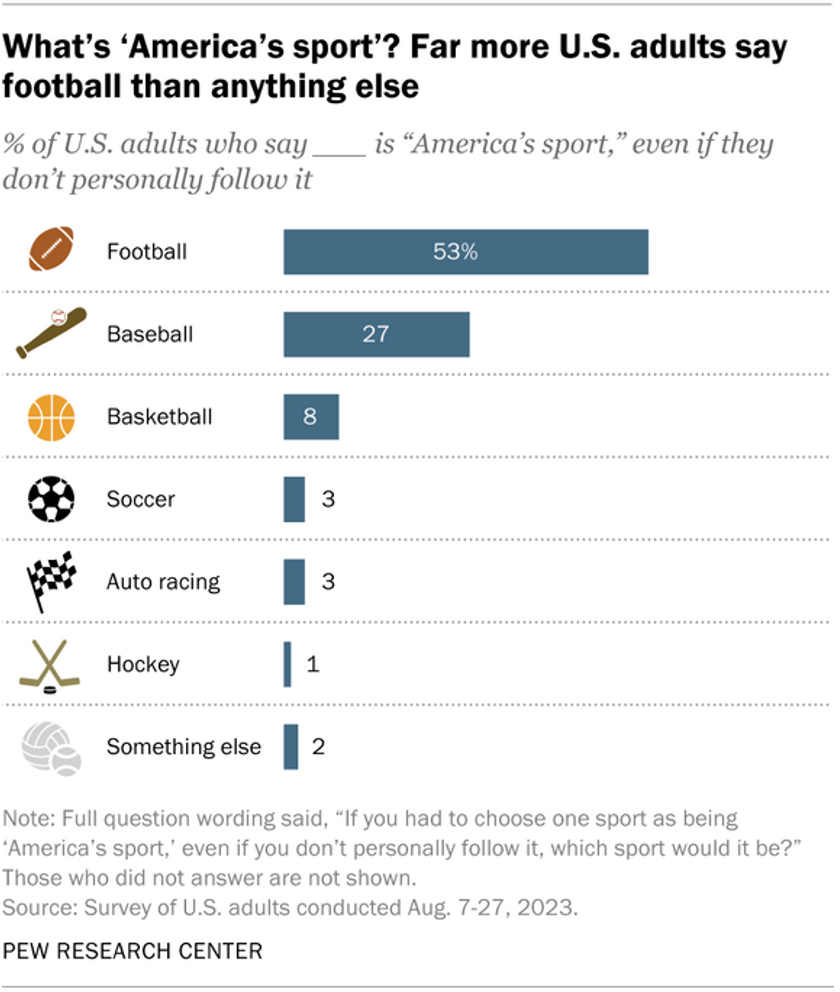 What’s ‘America’s sport’? Far more U.S. adults say
football than anything else
% of U.S. adults who say ____ is “America’s sport,” even if they
don’t personally follow it
Football 53%
Baseball 27
Basketball 8
Soccer 3
Auto racing 3
Hockey 1
Something else 2
Note: Full question wording said, “If you had to choose one sport as being
‘America’s sport,’ even if you don’t personally follow it, which sport would it be?”
Those who did not answer are not shown.
Source: Survey of U.S. adults conducted Aug. 7-27, 2023.
PEW RESEARCH CENTER